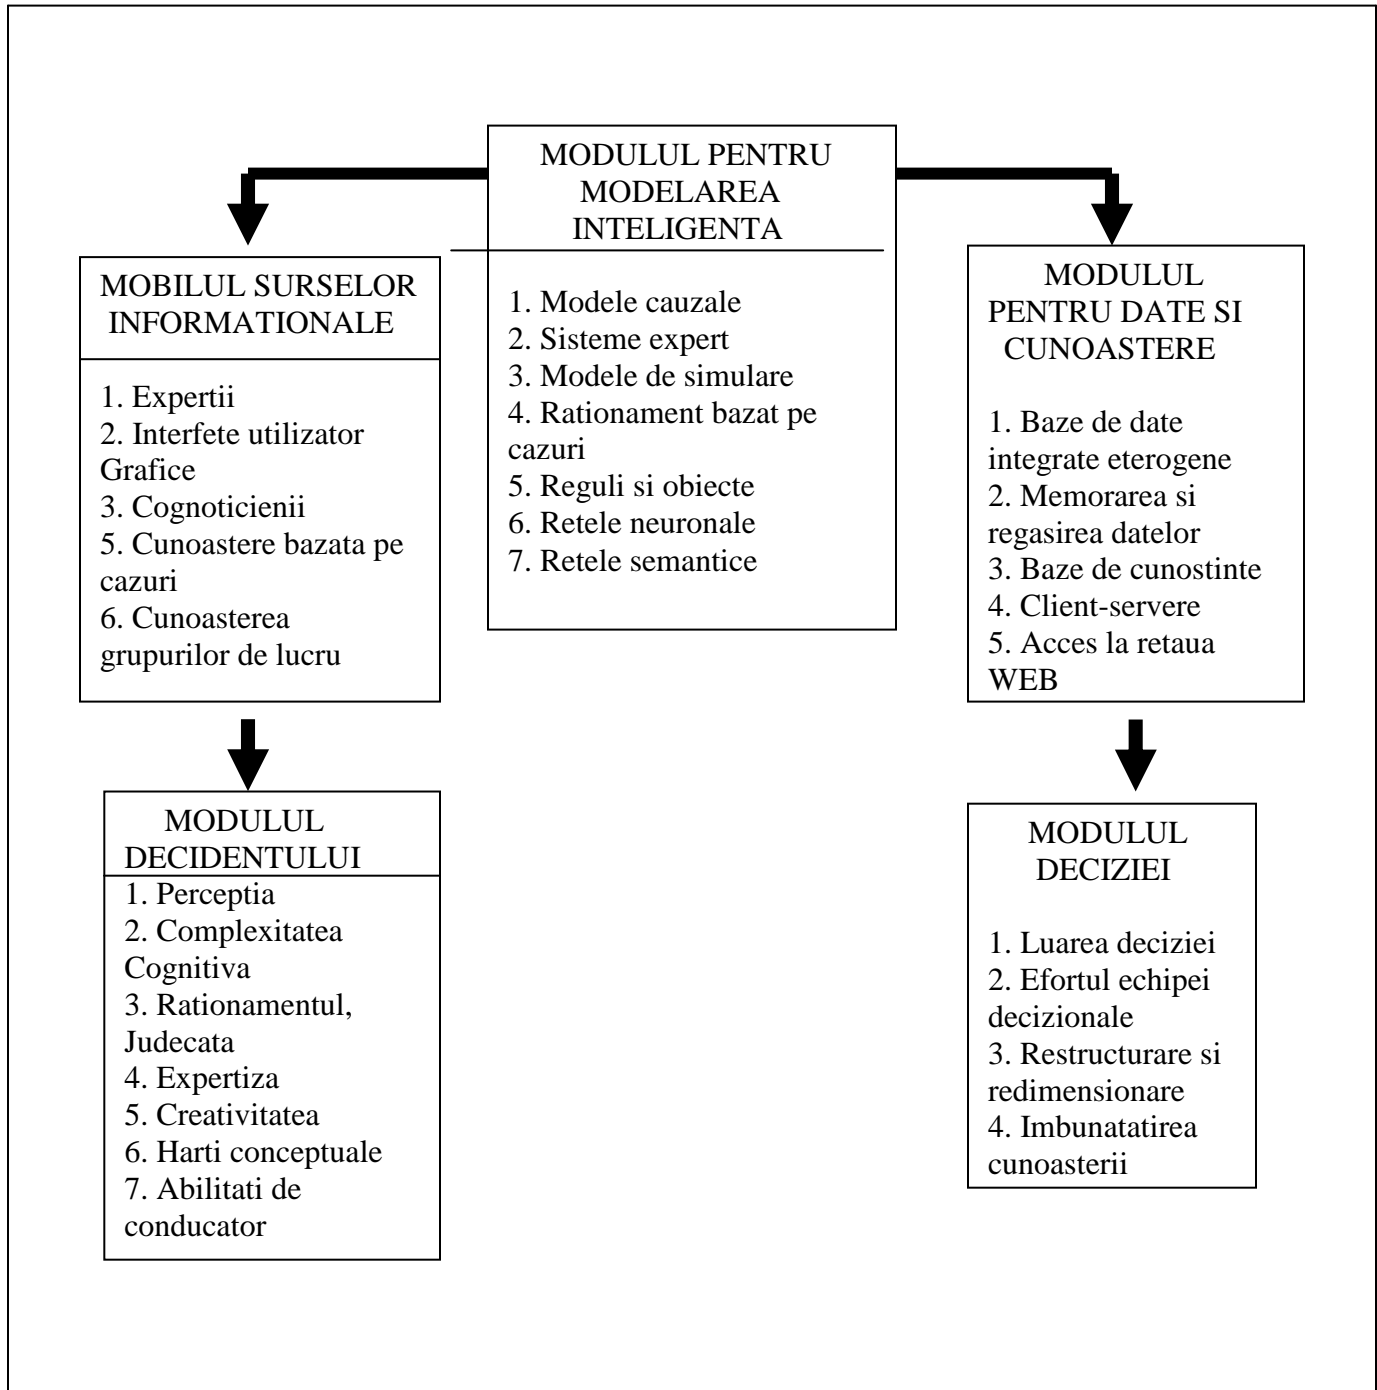 MODULUL PENTRU
MODELAREA
INTELIGENTA
1. Modele cauzale
2. Sisteme expert
3. Modele de simulare
4. Rationament bazat pe
cazuri
5. Reguli si obiecte
6. Retele neuronale
7. Retele semantice
MOBILUL SURSELOR
INFORMATIONALE
1. Expertii
2. Interfete utilizator
Grafice
3. Cognoticienii
5. Cunoastere bazata pe
cazuri
6. Cunoasterea
grupurilor de lucru
MODULUL
PENTRU DATE SI
CUNOASTERE
1. Baze de date
integrate eterogene
2. Memorarea si
regasirea datelor
3. Baze de cunostinte
4. Client-servere
5. Acces la retaua
WEB
MODULUL
DECIDENTULUI
1. Perceptia
2. Complexitatea
Cognitiva
3. Rationamentul,
Judecata
4. Expertiza
5. Creativitatea
6. Harti conceptuale
7. Abilitati de
conducator
MODULUL
DECIZIEI
1. Luarea deciziei
2. Efortul echipei
decizionale
3. Restructurare si
redimensionare
4. Imbunatatirea
cunoasterii